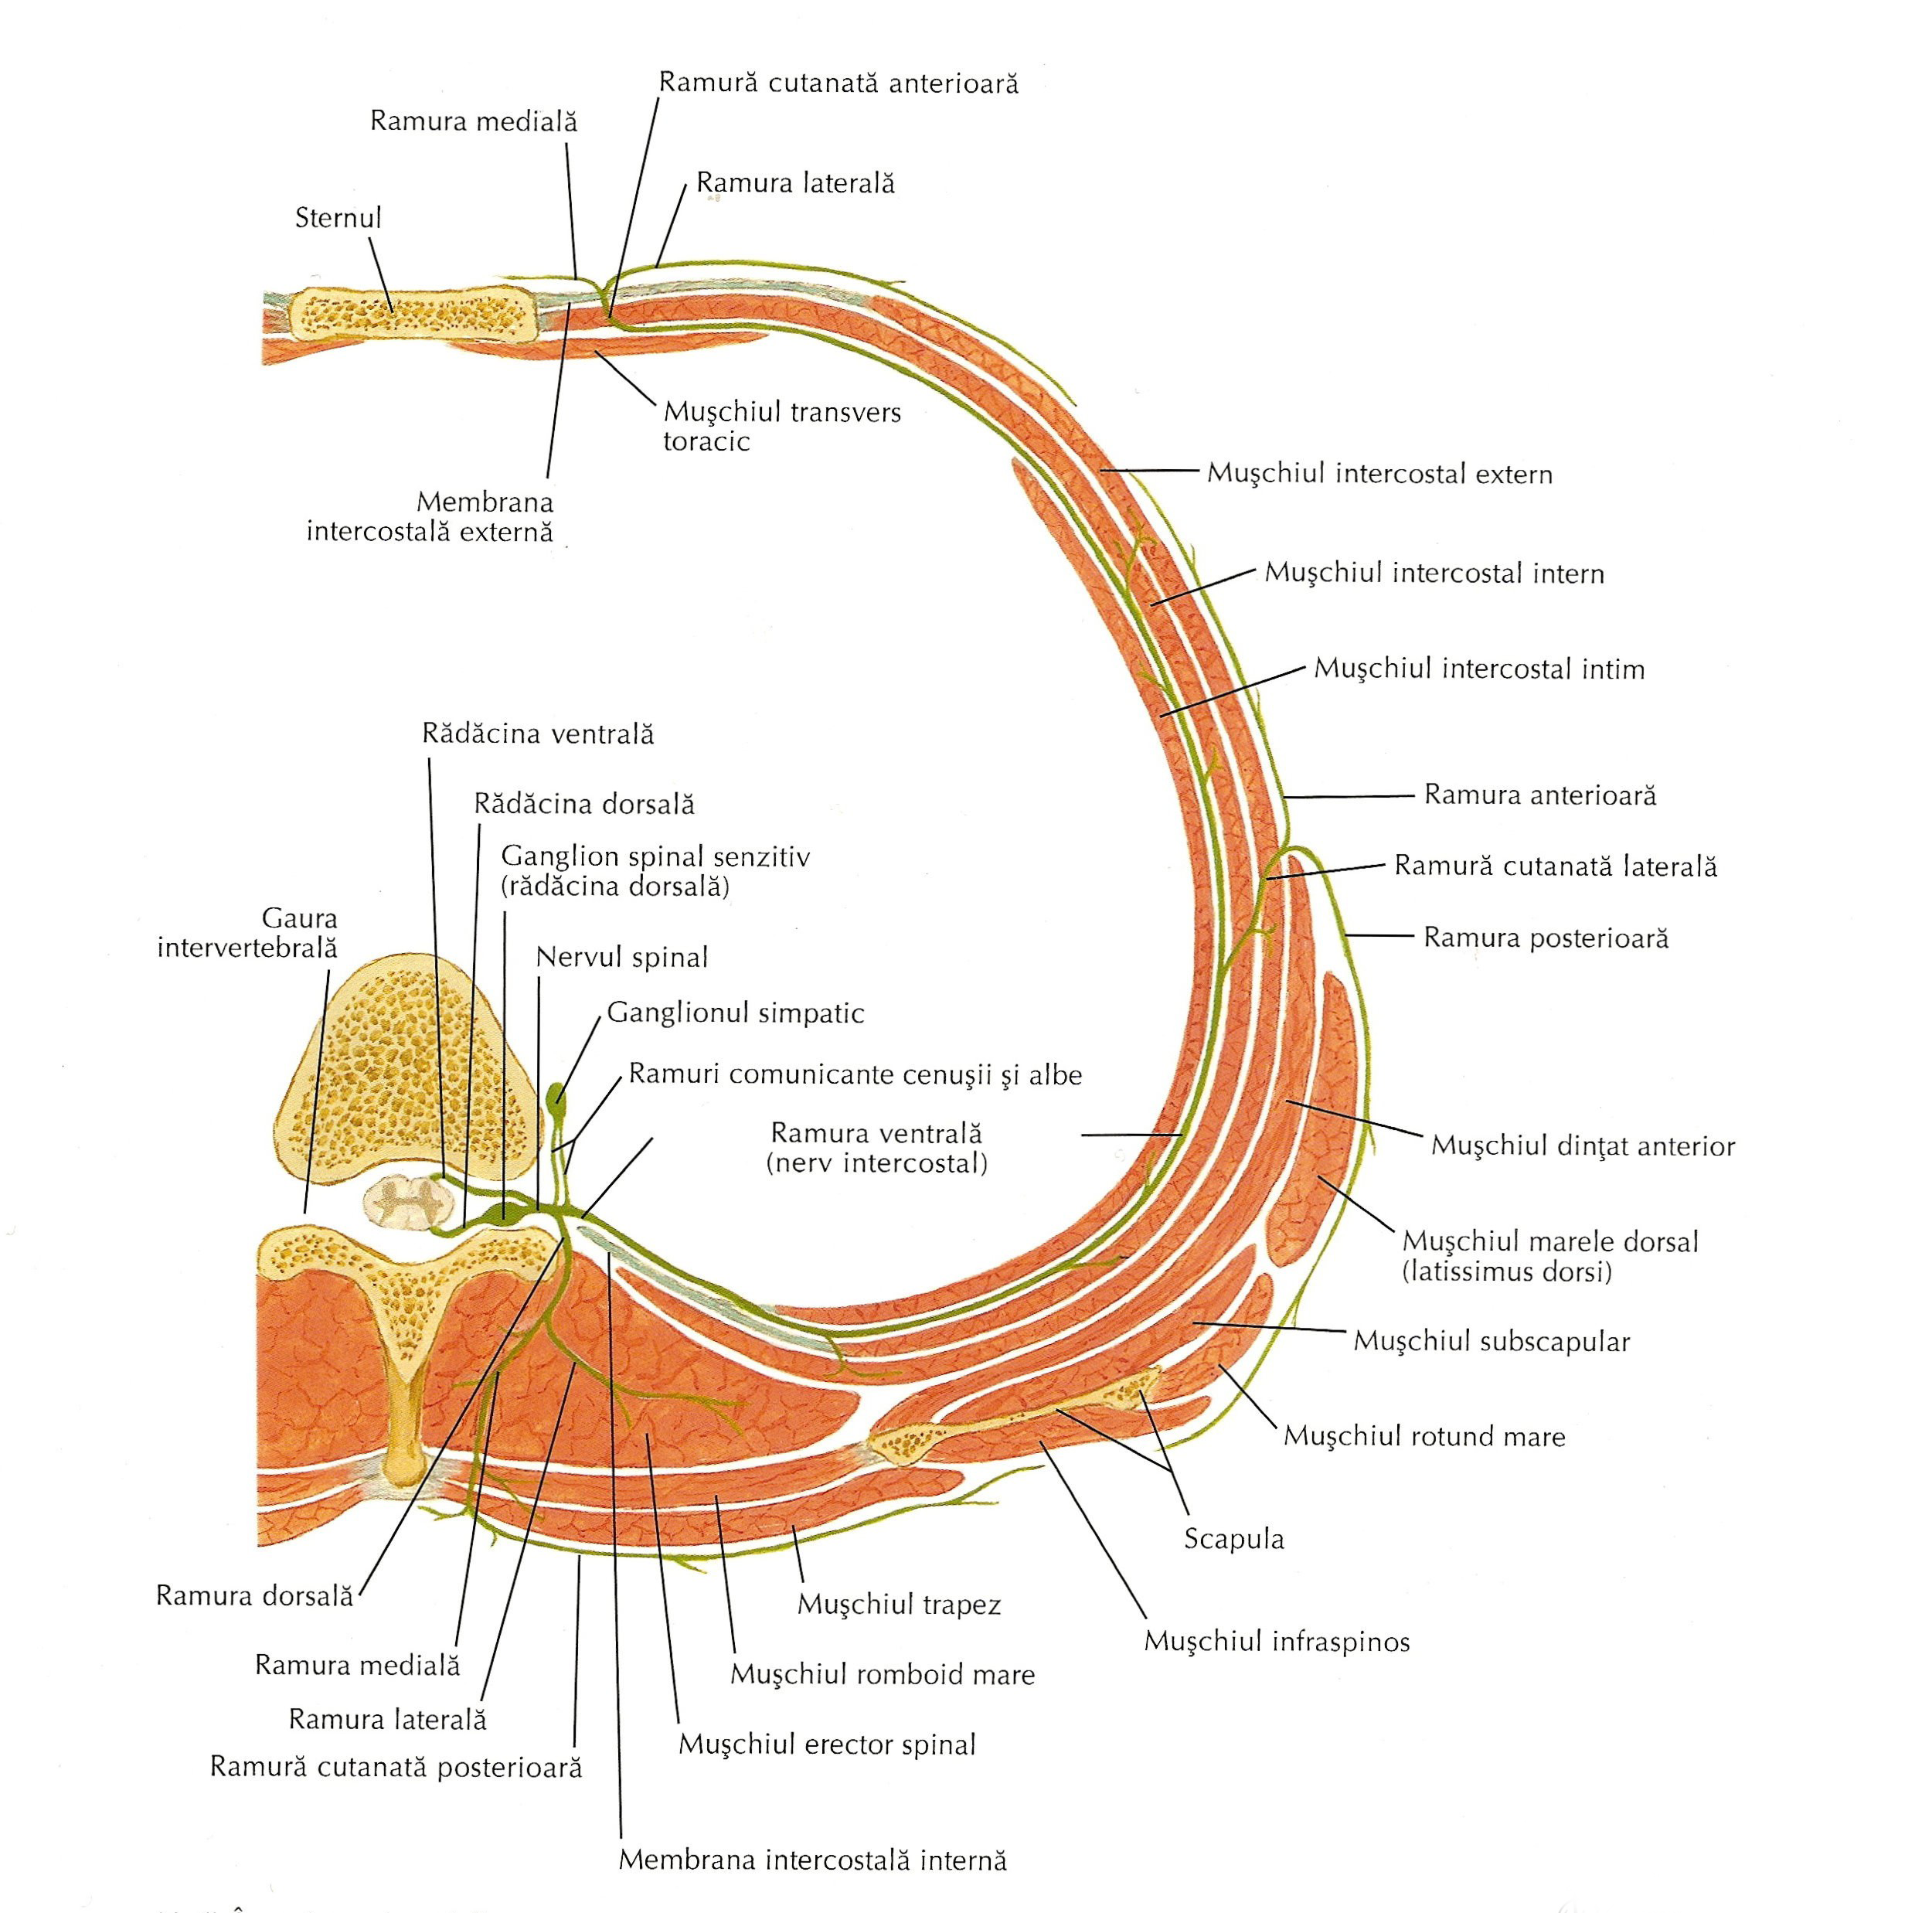 Ramură cutanată anterioară
Ramura medială
Ramura laterală
Sternul
Muşchiul transvers
toracic
Membrana
intercostală externă
Muşchiul intercostal extern
Muşchiul intercostal intern
Muşchiul intercostal intim
Rădăcina ventrală
Rădăcina dorsală
Ganglion spinal senzitiv
(rădăcina dorsală)
Gaura
intervertebrală
Nervul spinal
Ganglionul simpatic
Ramuri comunicante cenuşii şi albe
Ramura ventrală
(nerv intercostal)
Ramura anterioară
Ramură cutanată laterală
Ramura posterioară
Muşchiul dinţat anterior
Muşchiul marele dorsal
(latissimus dorsi)
Muşchiul subscapular
Muşchiul rotund mare
Scapula
Muşchiul infraspinos
Muşchiul trapez
Muşchiul romboid mare
Muşchiul erector spinal
Ramura dorsală
Ramura medială
Ramura laterală
Ramură cutanată posterioară
Membrana intercostală internă